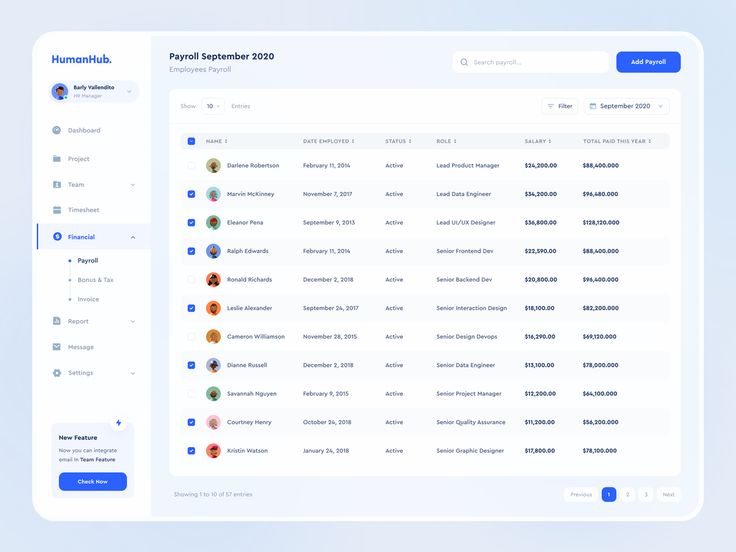 HumanHub.
Barly Vallendito
HR Manager
Dashboard
Project
Team
Timesheet
Financial
Payroll
Bonus & Tax
Invoice
Report
Message
Settings
New Feature
Now you can integrate
email in Team Feature
Check Now
Payroll September 2020
Employees Payroll
Search payroll...
Add Payroll
Show 10 Entries
Filter
September 2020
NAME DATE EMPLOYED STATUS ROLE SALARY TOTAL PAID THIS YEAR
Darlene Robertson February 11, 2014 Active Lead Product Manager $24,200.00 $88,400.000
Marvin McKinney November 7, 2017 Active Lead Data Engineer $34,200.00 $96,480.000
Eleanor Pena September 9, 2013 Active Lead UI/UX Designer $36,800.00 $128,120.000
Ralph Edwards February 11, 2014 Active Senior Frontend Dev $22,590.00 $88,400.000
Ronald Richards December 2, 2018 Active Senior Backend Dev $20,800.00 $96,400.000
Leslie Alexander September 24, 2017 Active Senior Interaction Design $18,100.00 $82,200.000
Cameron Williamson November 28, 2015 Active Senior Design Devops $16,290.00 $69,120.000
Dianne Russell December 2, 2018 Active Senior Data Engineer $13,100.00 $78,000.000
Savannah Nguyen February 9, 2015 Active Senior Project Manager $12,200.00 $64,100.000
Courtney Henry October 24, 2018 Active Senior Quality Assurance $11,200.00 $56,200.000
Kristin Watson January 24, 2018 Active Senior Graphic Designer $17,800.00 $78,100.000
Showing 1 to 10 of 57 entries
Previous 1 2 3 Next